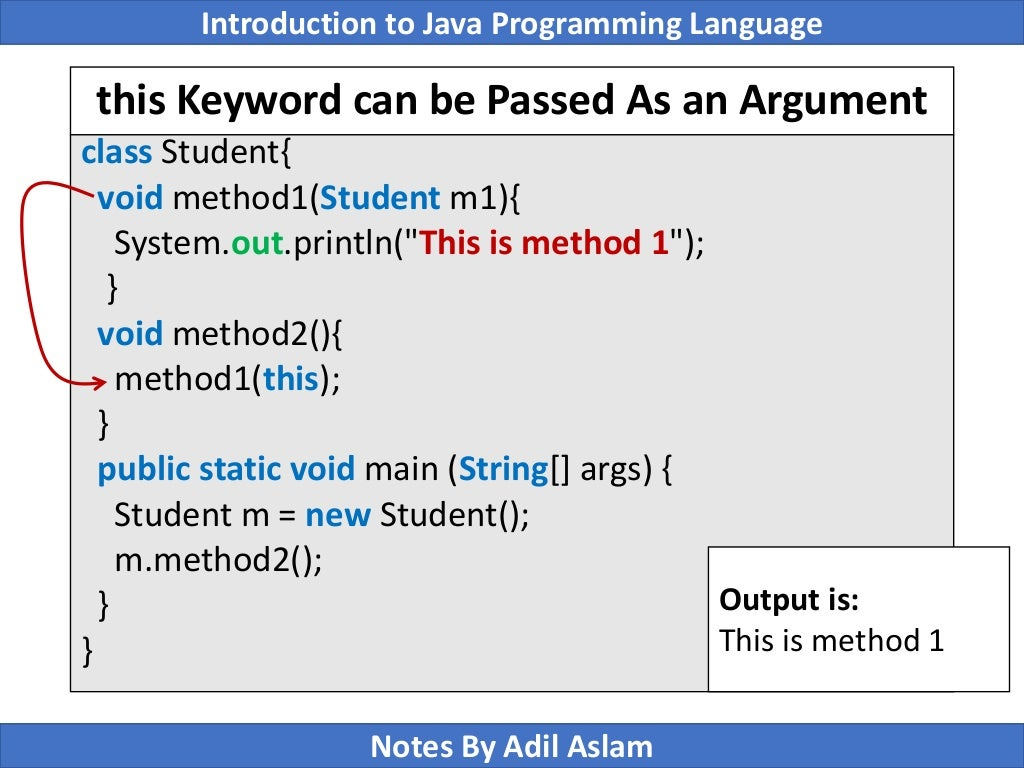 Introduction to Java Programming Language
this Keyword can be Passed As an Argument
class Student{
void method1(Student m1){
System.out.println("This is method 1");
}
void method2(){
method1(this);
}
public static void main (String[] args) {
Student m = new Student();
m.method2();
}
}
Output is:
This is method 1
Notes By Adil Aslam